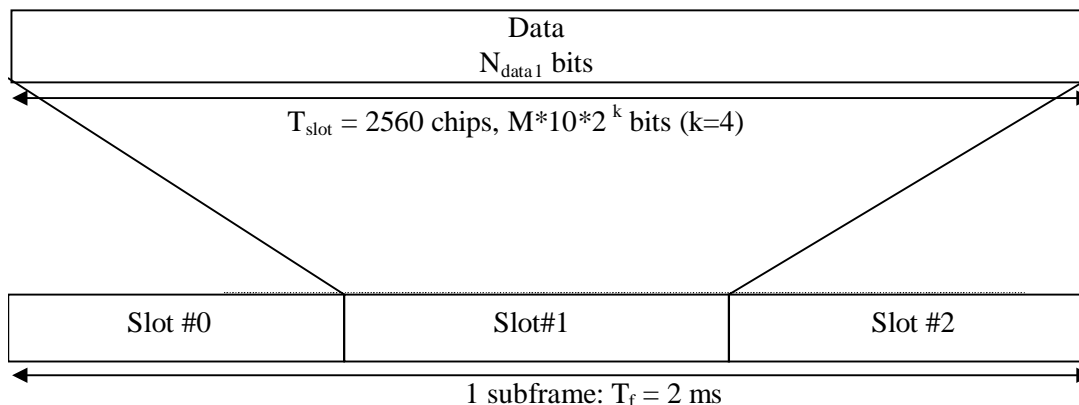 Data
N_data1 bits
T_slot = 2560 chips, M*10*2^k bits (k=4)
Slot #0 Slot#1 Slot #2
1 subframe: T_f = 2 ms